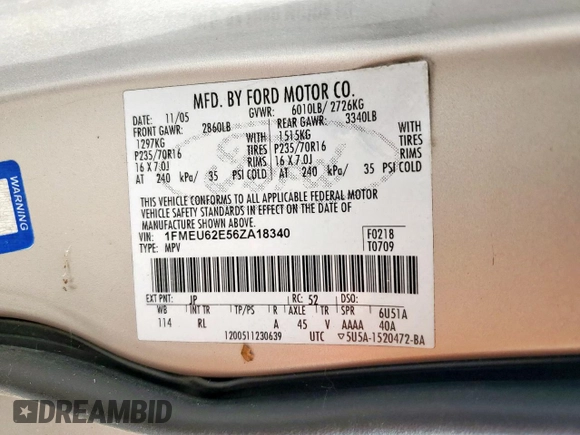 WARNING
MFD. BY FORD MOTOR CO.
DATE: 11/05 GVWR: 6010LB/ 2726KG
FRONT GAWR: 2860LB REAR GAWR: 3340LB
1297KG 1515KG
P235/70R16 TIRES P235/70R16 TIRES
16 X 7.0J RIMS 16 X 7.0J RIMS
AT 240 kPa/ 35 PSI COLD AT 240 kPa/ 35 PSI COLD
THIS VEHICLE CONFORMS TO ALL APPLICABLE FEDERAL MOTOR
VEHICLE SAFETY STANDARDS IN EFFECT ON THE DATE OF
MANUFACTURE SHOWN ABOVE.
VIN: 1FMEU62E56ZA18340 F0218
TYPE: MPV T0709
EXT PNT: JP RC: 52 DSO:
WB INT TR TP/PS R AXLE TR SPR 6U51A
114 RL A 45 V AAAA 40A
1200511230639 UTC ▽5U5A-1520472-BA
DREAMBID